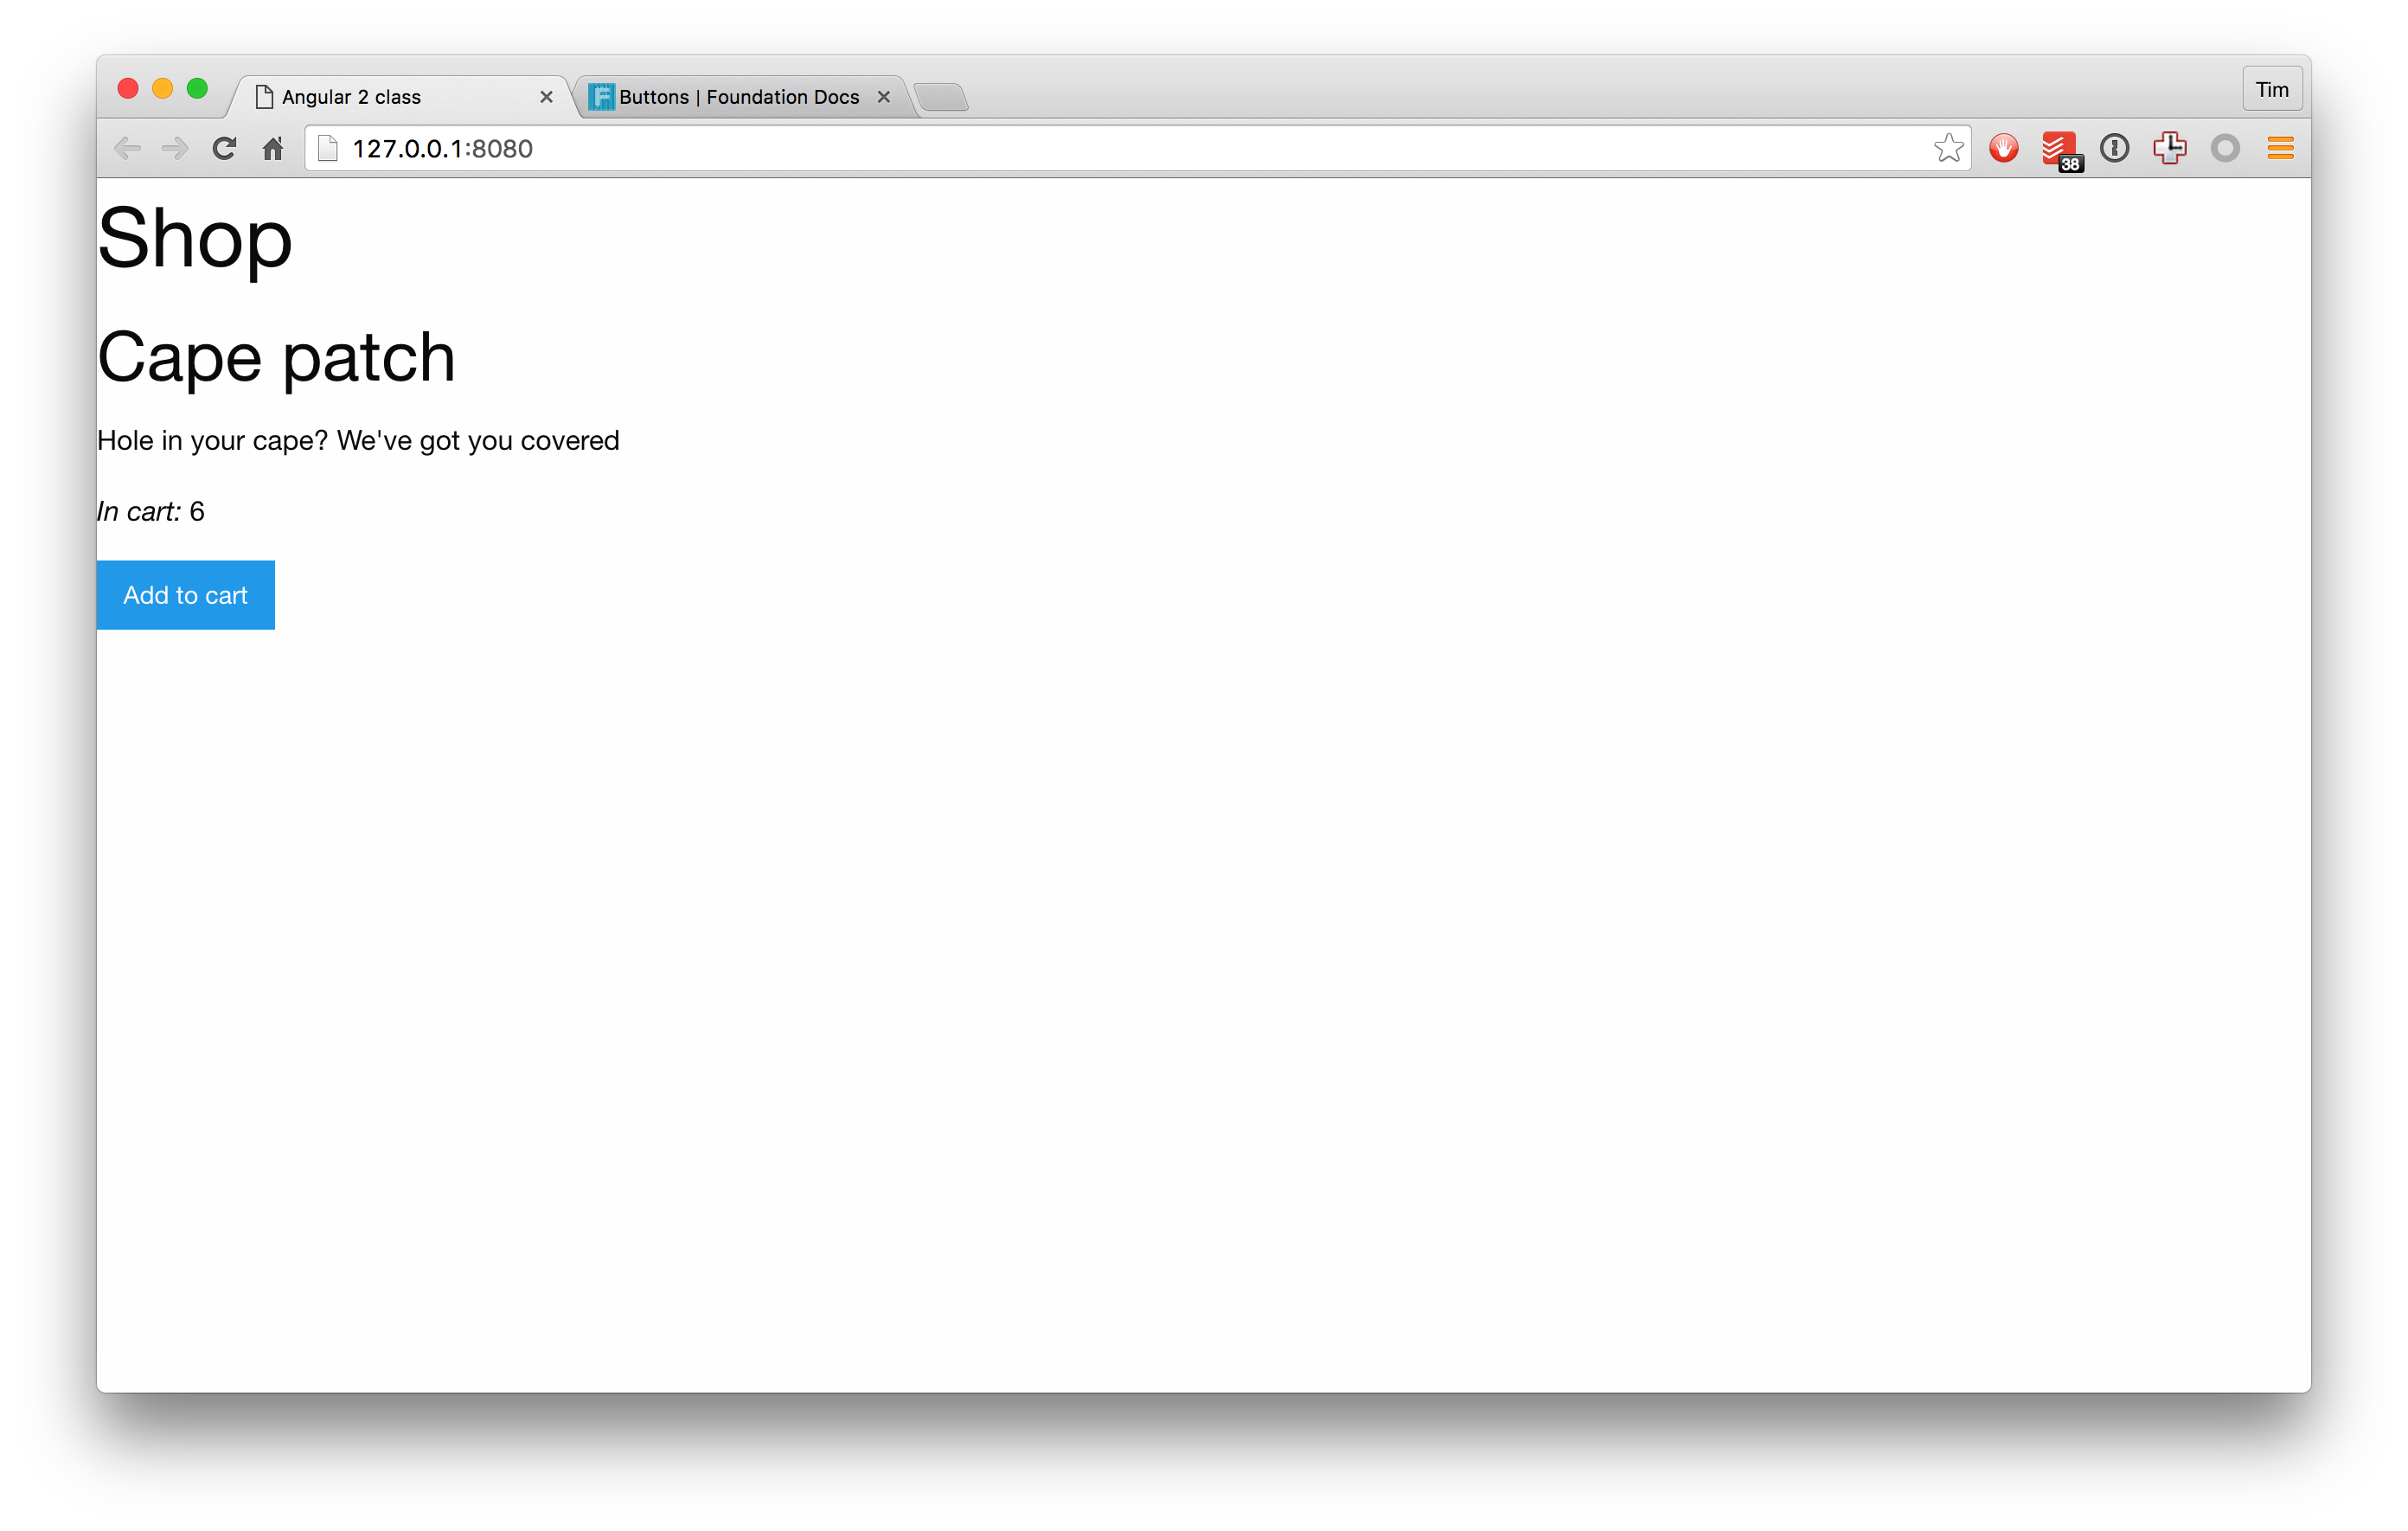 Angular 2 class
Buttons | Foundation Docs
Tim
127.0.0.1:8080
38
Shop
Cape patch
Hole in your cape? We've got you covered
In cart: 6
Add to cart